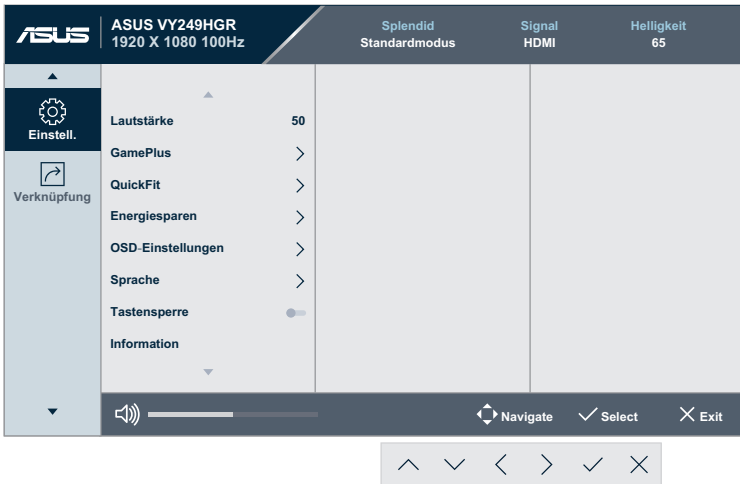 ASUS
ASUS VY249HGR
1920 X 1080 100Hz
Splendid
Standardmodus
Signal
HDMI
Helligkeit
65
Einstell.
Verknüpfung
Lautstärke 50
GamePlus
QuickFit
Energiesparen
OSD-Einstellungen
Sprache
Tastensperre
Information
Navigate
Select
Exit